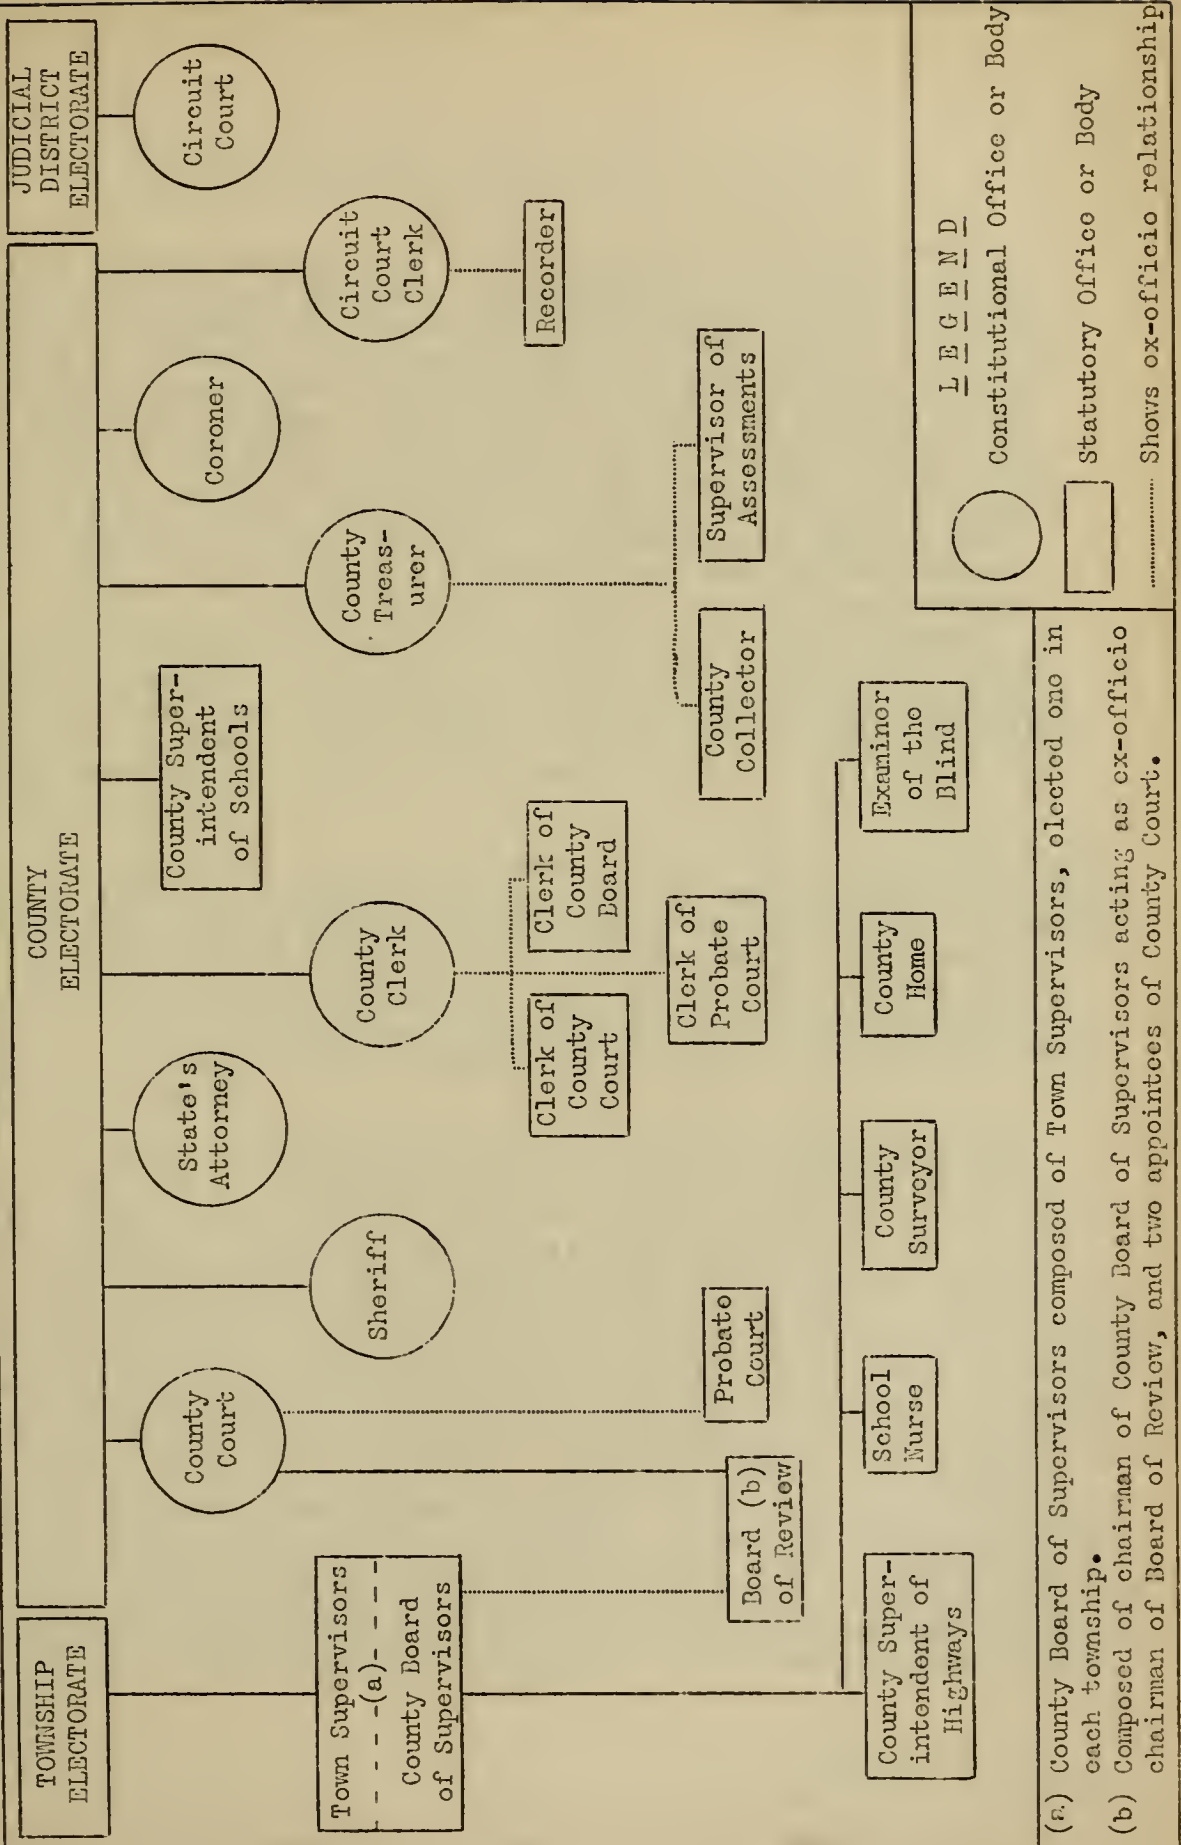 TOWNSHIP
ELECTORATE
COUNTY
ELECTORATE
JUDICIAL
DISTRICT
ELECTORATE
County
Court
Sheriff
State's
Attorney
County
Clerk
County Super-
intendent
of Schools
County
Treas-
urer
Coroner
Circuit
Court
Clerk
Circuit
Court
Town Supervisors
- - - -(a)- - - -
County Board
of Supervisors
Clerk of
County
Court
Clerk of
County
Board
Recorder
Board (b)
of Review
Probate
Court
Clerk of
Probate
Court
County
Collector
Supervisor of
Assessments
County Super-
intendent of
Highways
School
Nurse
County
Surveyor
County
Home
Examiner
of the
Blind
LEGEND
Constitutional Office or Body
Statutory Office or Body
Shows ex-officio relationship
(a) County Board of Supervisors composed of Town Supervisors, elected one in
each township.
(b) Composed of chairman of County Board of Supervisors acting as ex-officio
chairman of Board of Review, and two appointees of County Court.